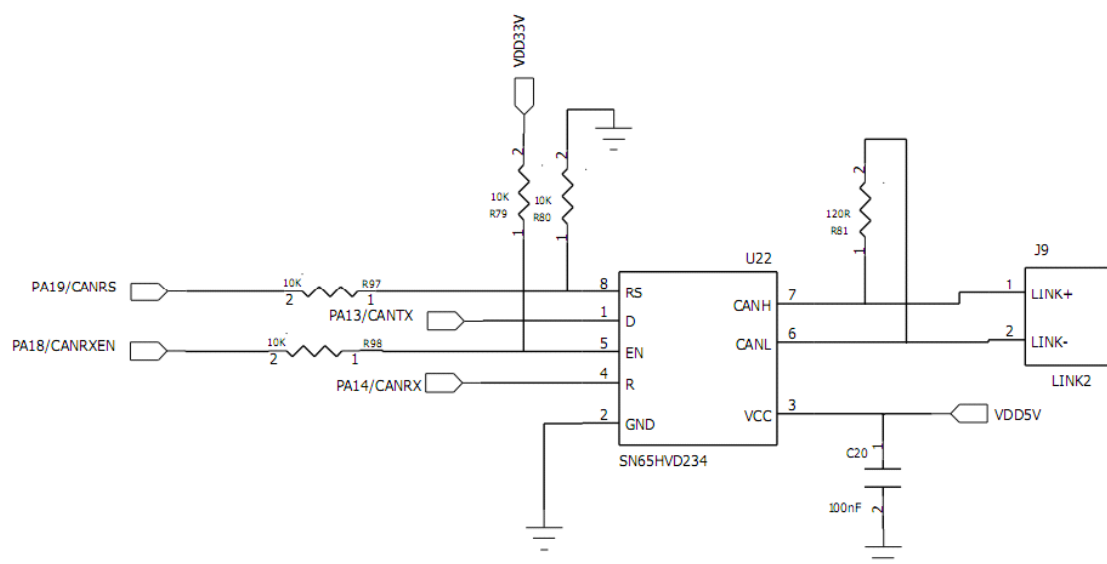 VDD33V
2
2
10K
R79
10K
R80
1
1
2
120R
R81
1
U22
J9
PA19/CANRS
10K
2
R97
1
8
RS
7
CANH
1
LINK+
PA13/CANTX
1
D
PA18/CANRXEN
10K
2
R98
1
5
EN
6
CANL
2
LINK-
PA14/CANRX
4
R
LINK2
2
GND
3
VCC
VDD5V
SN65HVD234
1
C20
100nF
2